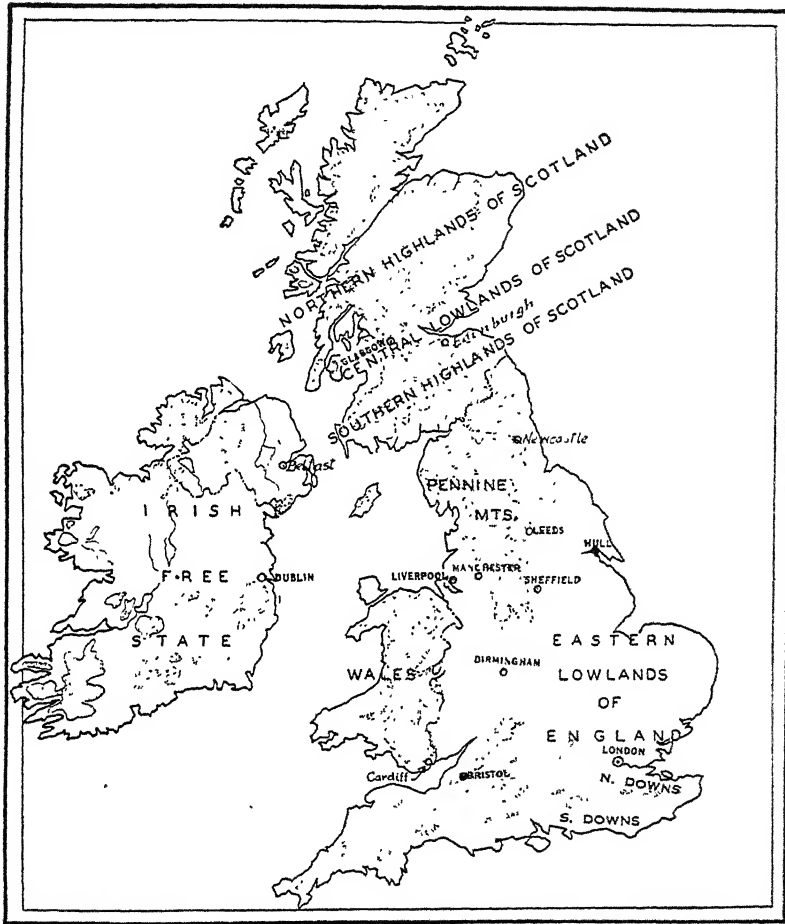 NORTHERN HIGHLANDS OF SCOTLAND
CENTRAL LOWLANDS OF SCOTLAND
GLASGOW
Edinburgh
SOUTHERN HIGHLANDS OF SCOTLAND
Newcastle
Belfast
PENNINE
MTS.
IRISH
LEEDS
HULL
FREE
DUBLIN
LIVERPOOL
MANCHESTER
SHEFFIELD
STATE
EASTERN
WALES
DIRMINGHAM
LOWLANDS
OF
ENGLAND
LONDON
Cardiff
BRISTOL
N. DOWNS
S. DOWNS